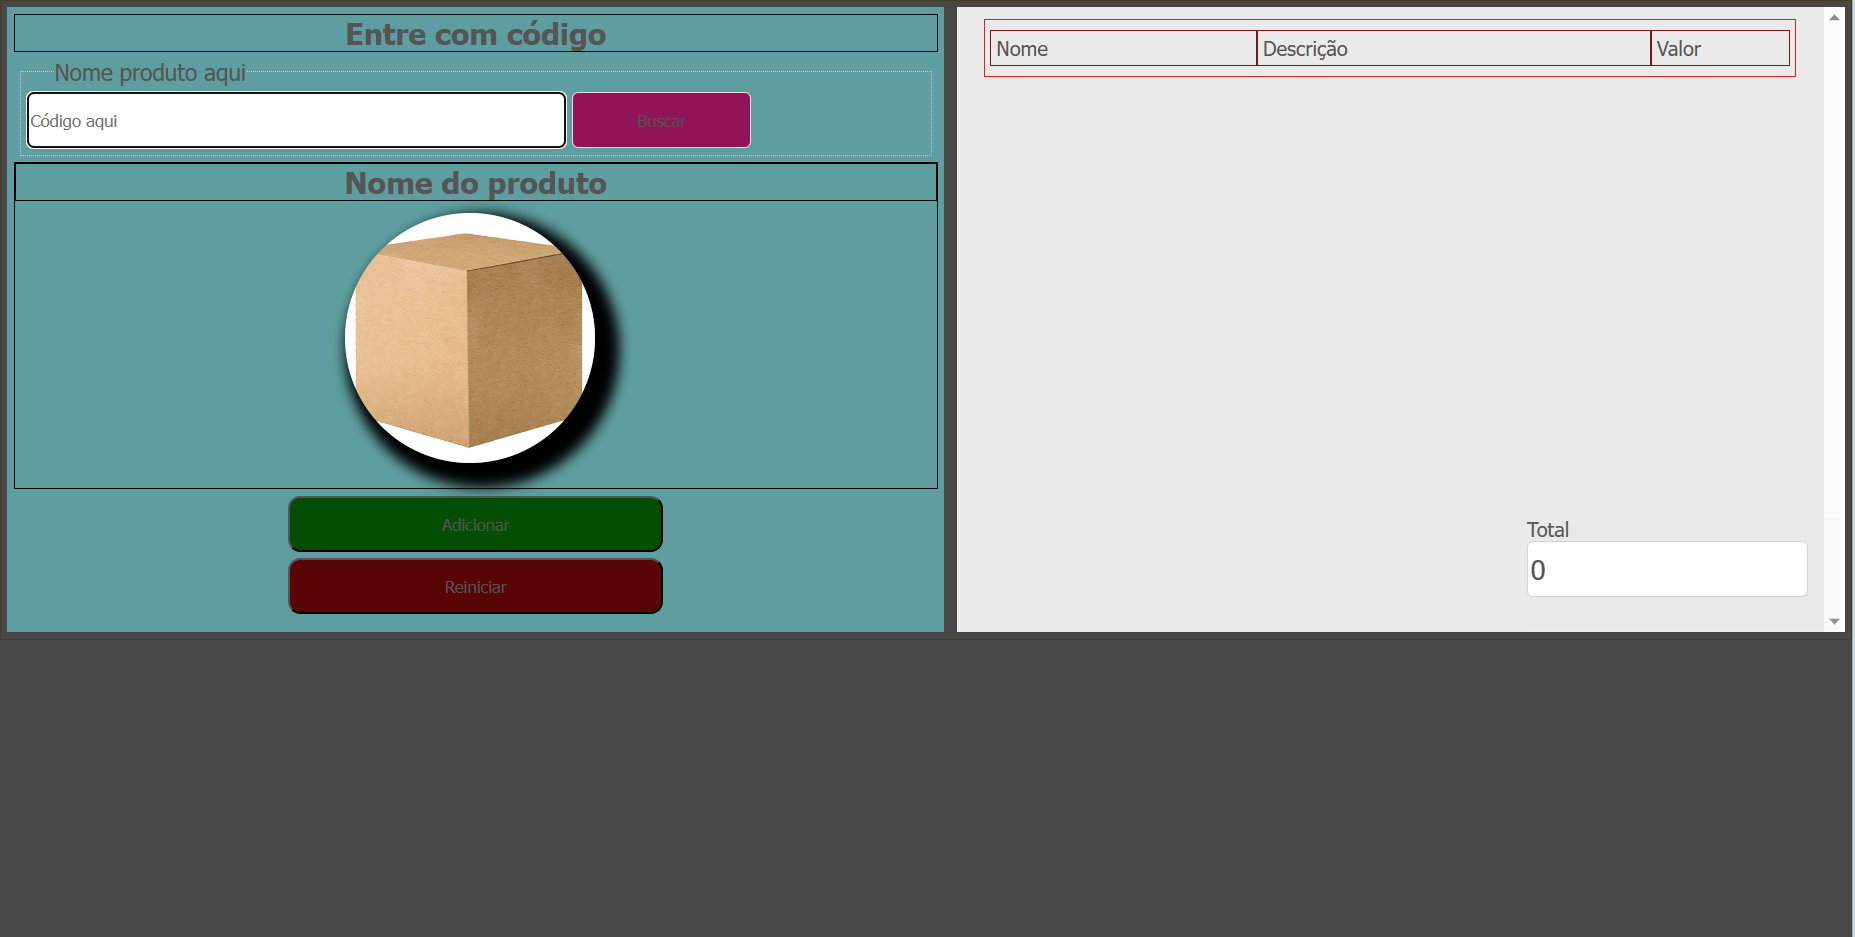 Entre com código
Nome produto aqui
Código aqui
Buscar
Nome do produto
Adicionar
Reiniciar
Nome Descrição Valor
Total
0